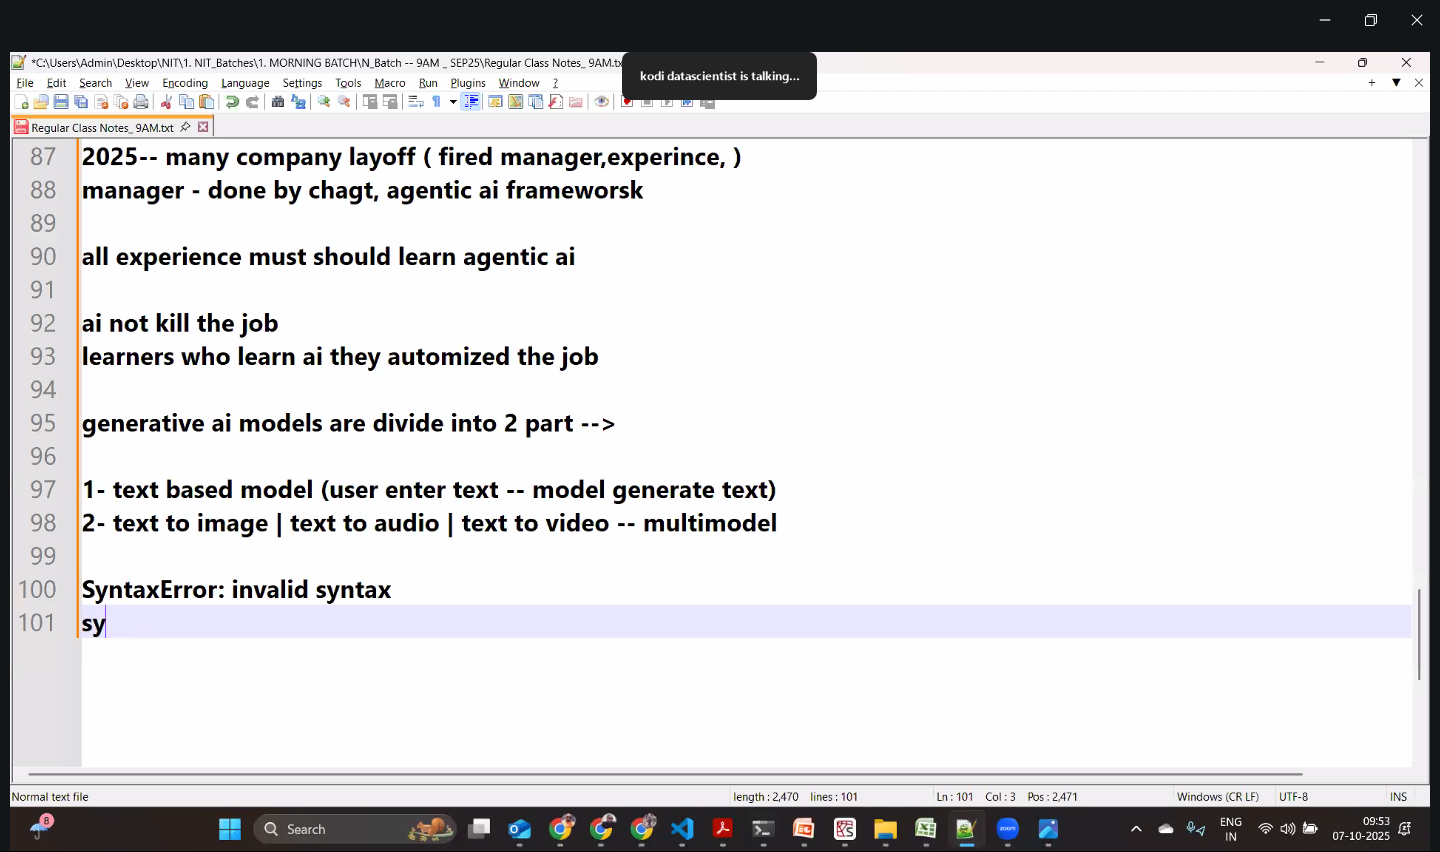 *C:\Users\Admin\Desktop\NIT\1. NIT_Batches\1. MORNING BATCH\N_Batch -- 9AM _ SEP25\Regular Class Notes_ 9AM.tx
kodi datascientist is talking...
File Edit Search View Encoding Language Settings Tools Macro Run Plugins Window ?
Regular Class Notes_ 9AM.txt
87 2025-- many company layoff ( fired manager,experince, )
88 manager - done by chagt, agentic ai frameworsk
89
90 all experience must should learn agentic ai
91
92 ai not kill the job
93 learners who learn ai they automized the job
94
95 generative ai models are divide into 2 part -->
96
97 1- text based model (user enter text -- model generate text)
98 2- text to image | text to audio | text to video -- multimodel
99
100 SyntaxError: invalid syntax
101 sy
Normal text file length : 2,470 lines : 101 Ln : 101 Col : 3 Pos : 2,471 Windows (CR LF) UTF-8 INS
8 Search zoom ENG IN 09:53 07-10-2025